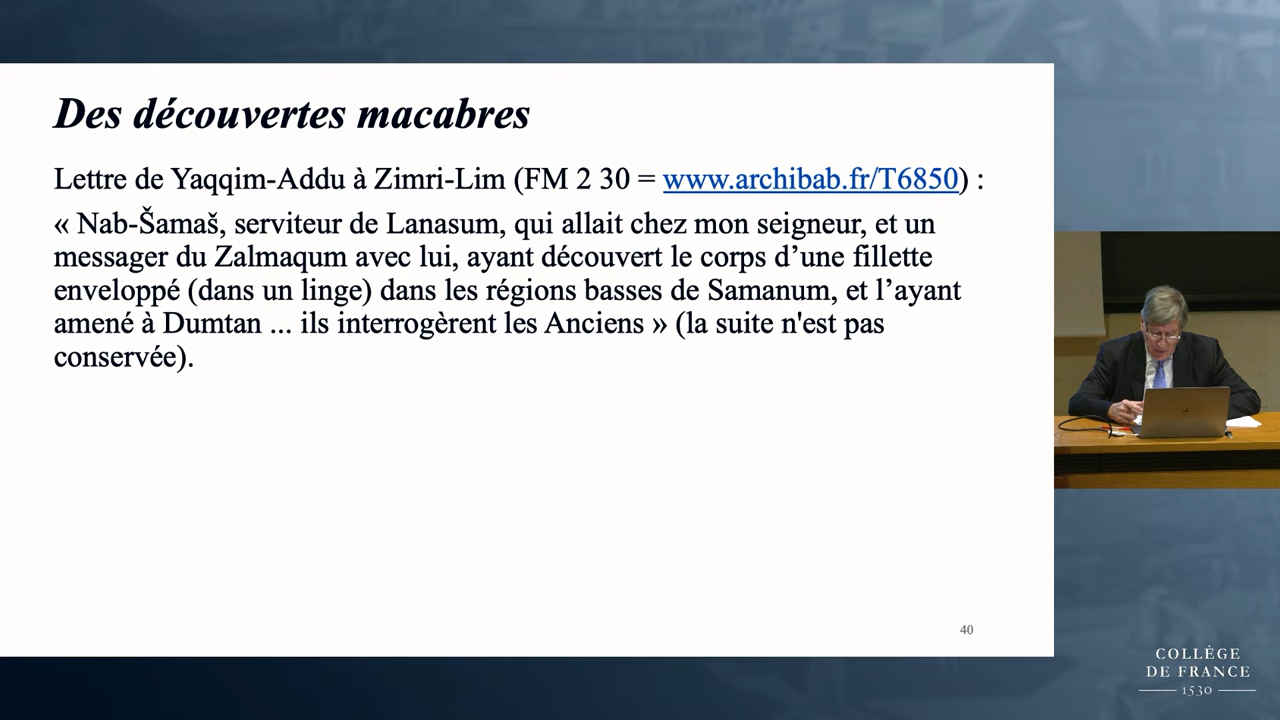 Des découvertes macabres
Lettre de Yaqqim-Addu à Zimri-Lim (FM 2 30 = www.archibab.fr/T6850) :
« Nab-Šamaš, serviteur de Lanasum, qui allait chez mon seigneur, et un
messager du Zalmaqum avec lui, ayant découvert le corps d’une fillette
enveloppé (dans un linge) dans les régions basses de Samanum, et l’ayant
amené à Dumtan ... ils interrogèrent les Anciens » (la suite n'est pas
conservée).
40
COLLÈGE
DE FRANCE
1530